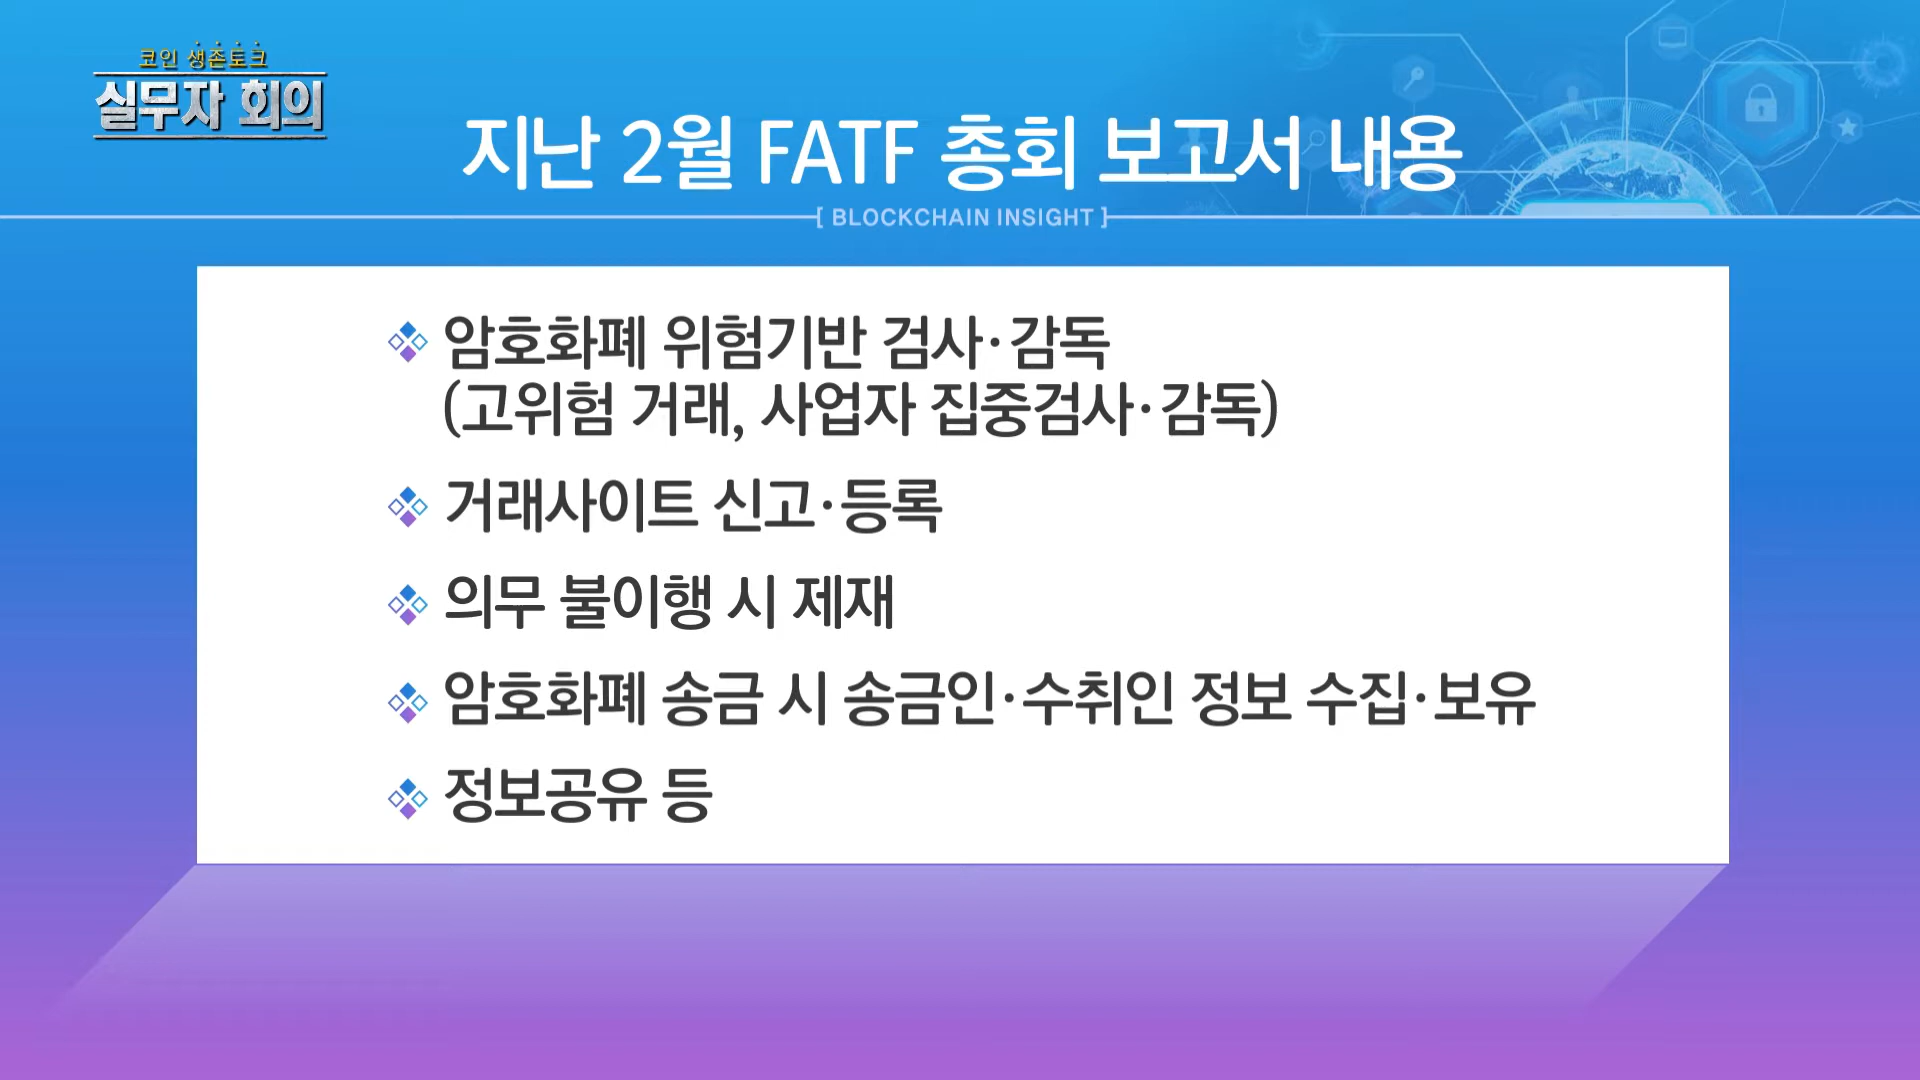 코인 생존토크
실무자 회의
지난 2월 FATF 총회 보고서 내용
[ BLOCKCHAIN INSIGHT ]
암호화폐 위험기반 검사·감독
(고위험 거래, 사업자 집중검사·감독)
거래사이트 신고·등록
의무 불이행 시 제재
암호화폐 송금 시 송금인·수취인 정보 수집·보유
정보공유 등